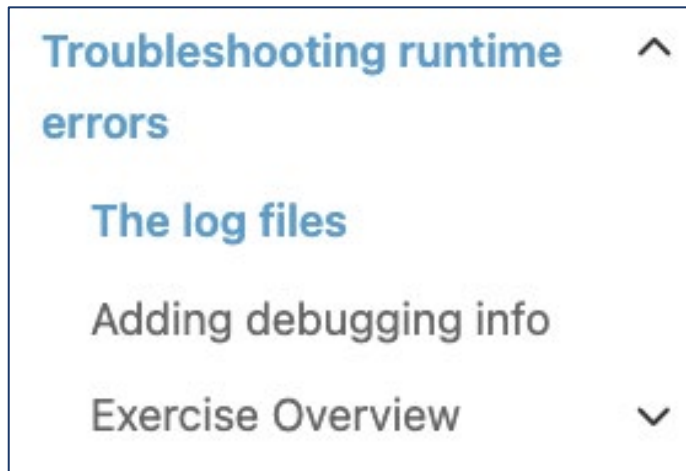 Troubleshooting runtime
errors
The log files
Adding debugging info
Exercise Overview